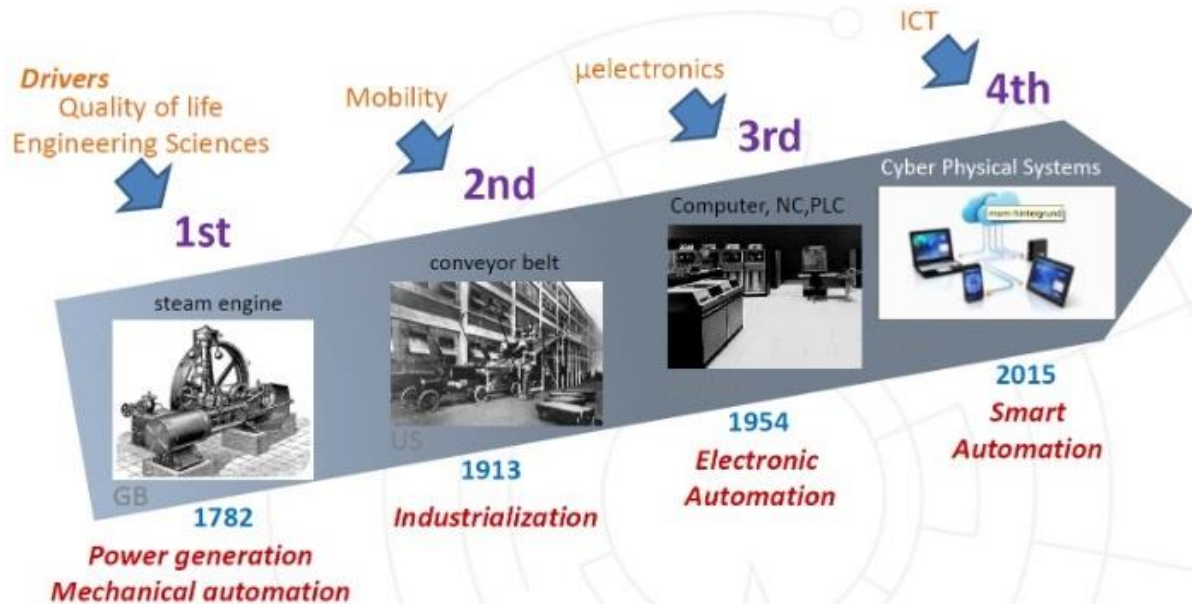 Drivers
Quality of life
Engineering Sciences
1st
steam engine
GB
1782
Power generation
Mechanical automation
Mobility
2nd
conveyor belt
US
1913
Industrialization
µelectronics
3rd
Computer, NC,PLC
1954
Electronic
Automation
ICT
4th
Cyber Physical Systems
mom-hintergrund
2015
Smart
Automation